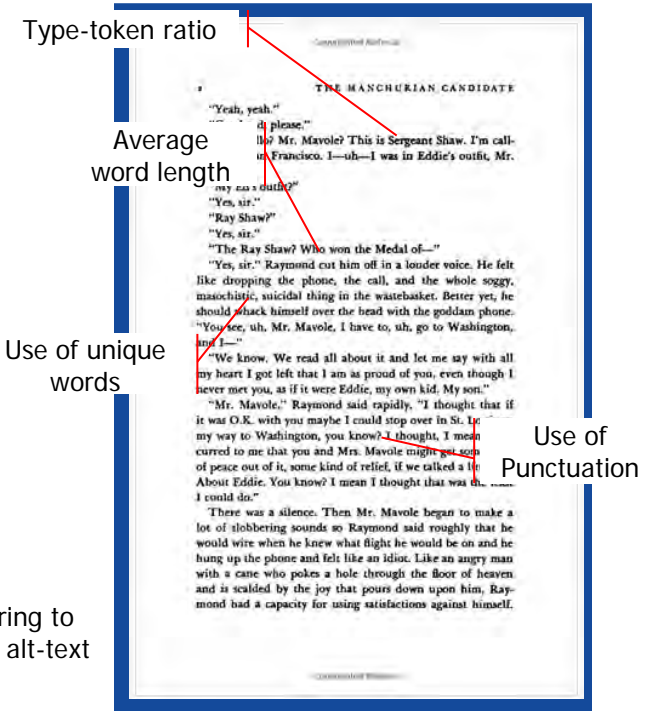 Type-token ratio
Copyrighted Material
2 THE MANCHURIAN CANDIDATE
"Yeah, yeah."
please."
Mr. Mavole? This is Sergeant Shaw. I'm call-
Francisco. I—uh—I was in Eddie's outfit, Mr.
Average
word length
"My Ed's outfit?"
"Yes, sir."
"Ray Shaw?"
"Yes, sir."
"The Ray Shaw? Who won the Medal of—"
"Yes, sir." Raymond cut him off in a louder voice. He felt
like dropping the phone, the call, and the whole soggy,
masochistic, suicidal thing in the wastebasket. Better yet, he
should whack himself over the head with the goddam phone.
"You see, uh, Mr. Mavole, I have to, uh, go to Washington,
and I—"
Use of unique
words
"We know. We read all about it and let me say with all
my heart I got left that I am as proud of you, even though I
never met you, as if it were Eddie, my own kid. My son."
"Mr. Mavole," Raymond said rapidly, "I thought that if
it was O.K. with you maybe I could stop over in St.
my way to Washington, you know? I thought, I mean
curred to me that you and Mrs. Mavole might get
of peace out of it, some kind of relief, if we talked a
About Eddie. You know? I mean I thought that was
I could do."
Use of
Punctuation
There was a silence. Then Mr. Mavole began to make a
lot of slobbering sounds so Raymond said roughly that he
would wire when he knew what flight he would be on and he
hung up the phone and felt like an idiot. Like an angry man
with a cane who pokes a hole through the floor of heaven
and is scalded by the joy that pours down upon him, Ray-
mond had a capacity for using satisfactions against himself.
ring to
alt-text